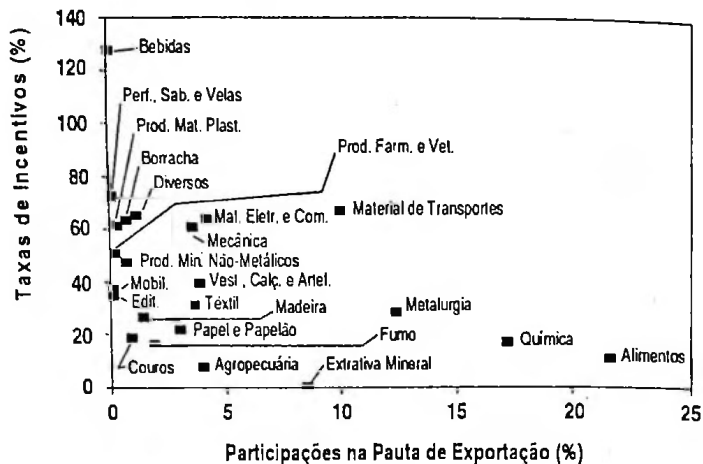 Taxas de Incentivos (%)
140
120
100
80
60
40
20
0
Bebidas
Perf., Sab. e Velas
Prod. Mat. Plast.
Borracha
Diversos
Prod. Farm. e Vet.
Mat. Eletr. e Com.
Material de Transportes
Mecânica
Prod. Min. Não-Metálicos
Mobil.
Vest., Calç. e Artef.
Edit.
Têxtil
Madeira
Metalurgia
Papel e Papelão
Fumo
Química
Couros
Agropecuária
Extrativa Mineral
Alimentos
0 5 10 15 20 25
Participações na Pauta de Exportação (%)